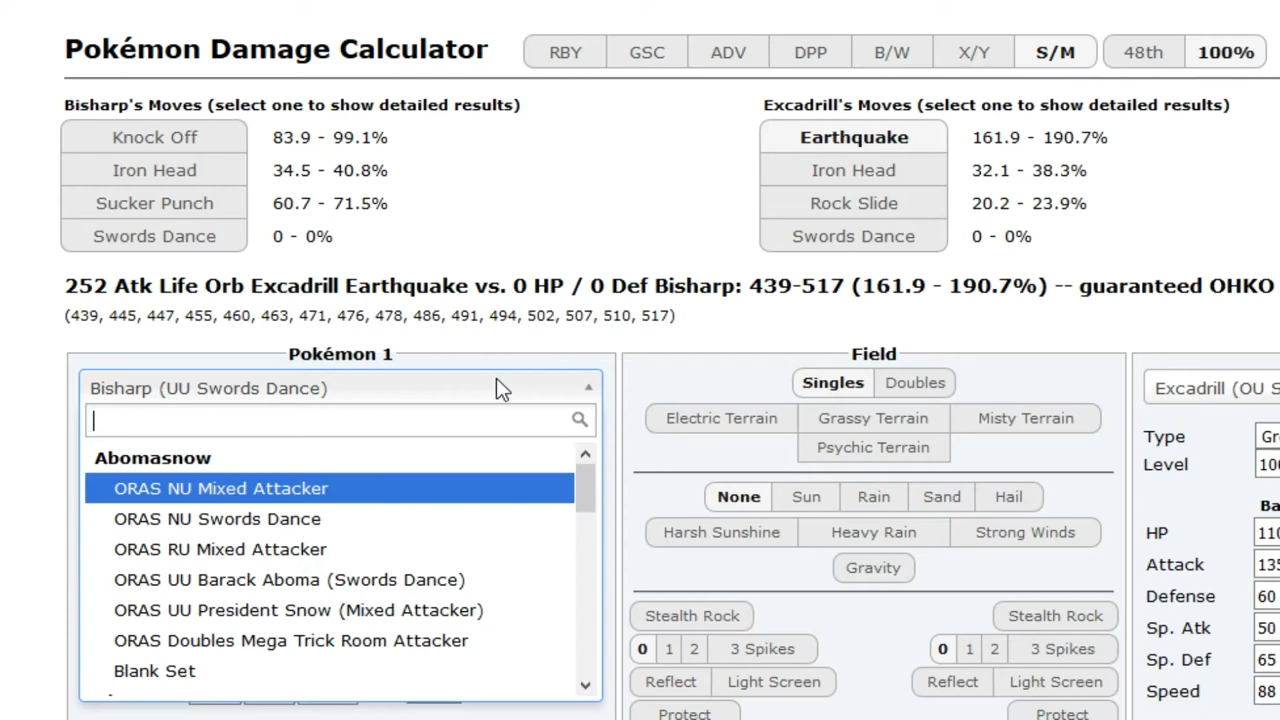 Pokémon Damage Calculator RBY GSC ADV DPP B/W X/Y S/M 48th 100%
Bisharp's Moves (select one to show detailed results) Excadrill's Moves (select one to show detailed results)
Knock Off 83.9 - 99.1% Earthquake 161.9 - 190.7%
Iron Head 34.5 - 40.8% Iron Head 32.1 - 38.3%
Sucker Punch 60.7 - 71.5% Rock Slide 20.2 - 23.9%
Swords Dance 0 - 0% Swords Dance 0 - 0%
252 Atk Life Orb Excadrill Earthquake vs. 0 HP / 0 Def Bisharp: 439-517 (161.9 - 190.7%) -- guaranteed OHKO
(439, 445, 447, 455, 460, 463, 471, 476, 478, 486, 491, 494, 502, 507, 510, 517)
Pokémon 1
Bisharp (UU Swords Dance)
Abomasnow
ORAS NU Mixed Attacker
ORAS NU Swords Dance
ORAS RU Mixed Attacker
ORAS UU Barack Aboma (Swords Dance)
ORAS UU President Snow (Mixed Attacker)
ORAS Doubles Mega Trick Room Attacker
Blank Set
Field
Singles Doubles
Electric Terrain Grassy Terrain Misty Terrain
Psychic Terrain
None Sun Rain Sand Hail
Harsh Sunshine Heavy Rain Strong Winds
Gravity
Stealth Rock Stealth Rock
0 1 2 3 Spikes 0 1 2 3 Spikes
Reflect Light Screen Reflect Light Screen
Protect Protect
Excadrill (OU S
Type Gr
Level 100
Ba
HP 110
Attack 135
Defense 60
Sp. Atk 50
Sp. Def 65
Speed 88